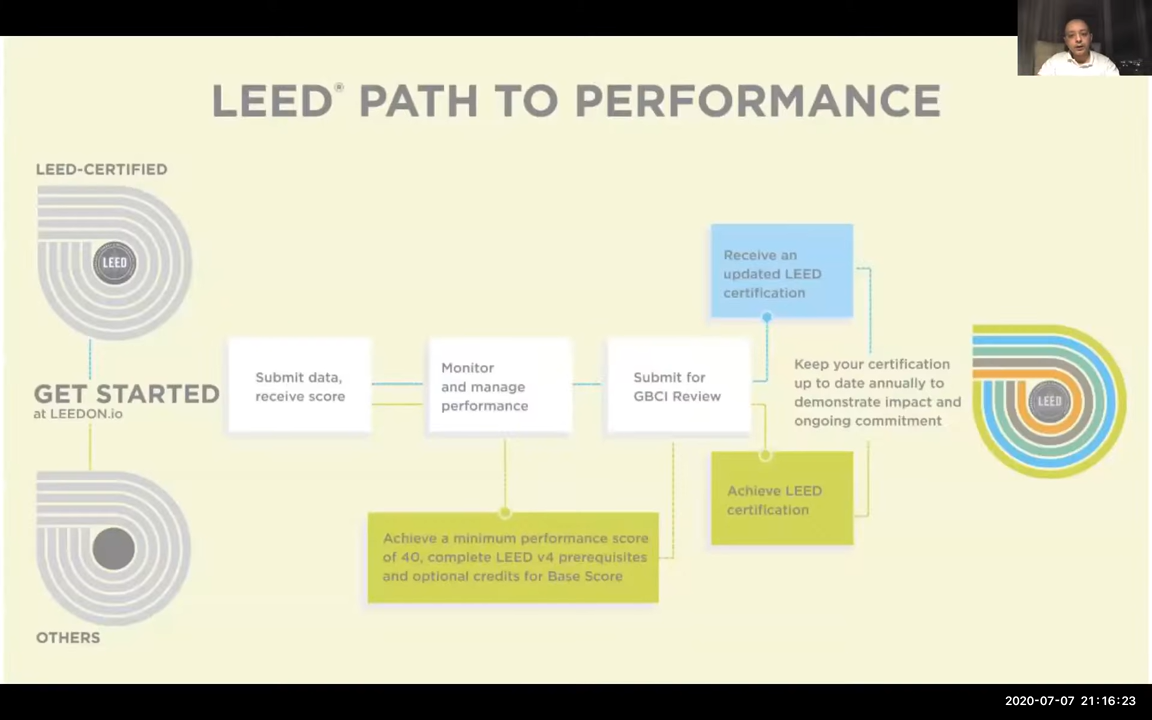 LEED® PATH TO PERFORMANCE
LEED-CERTIFIED
LEED
GET STARTED
at LEEDON.io
OTHERS
Submit data,
receive score
Monitor
and manage
performance
Achieve a minimum performance score
of 40, complete LEED v4 prerequisites
and optional credits for Base Score
Submit for
GBCI Review
Receive an
updated LEED
certification
Achieve LEED
certification
Keep your certification
up to date annually to
demonstrate impact and
ongoing commitment
LEED
2020-07-07 21:16:23